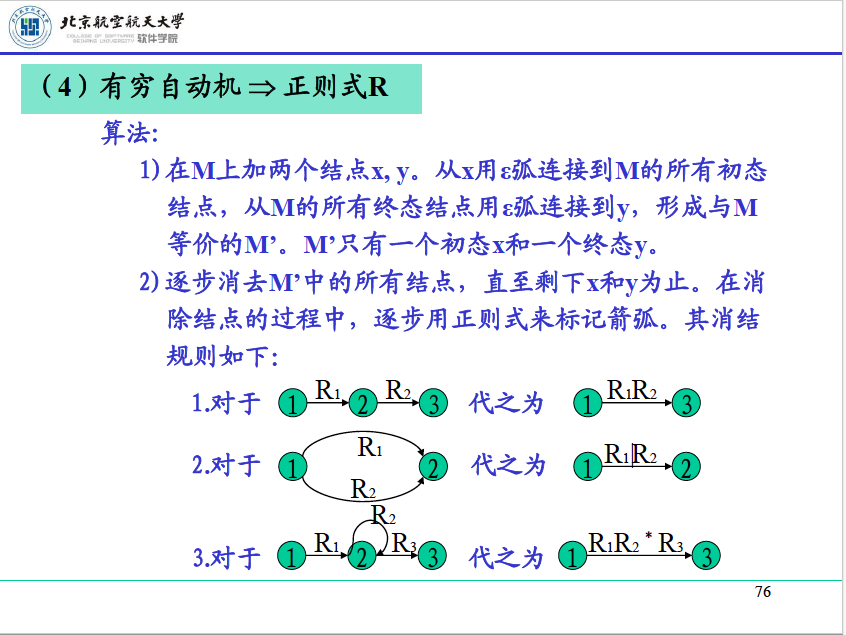 北京航空航天大学
COLLEGE OF SOFTWARE
BEIHANG UNIVERSITY 软件学院
（4）有穷自动机 ⇒ 正则式R
算法:
1) 在M上加两个结点x, y。从x用ε弧连接到M的所有初态
结点，从M的所有终态结点用ε弧连接到y，形成与M
等价的M’。M’只有一个初态x和一个终态y。
2) 逐步消去M’中的所有结点，直至剩下x和y为止。在消
除结点的过程中，逐步用正则式来标记箭弧。其消结
规则如下:
1.对于 1 R1 2 R2 3 代之为 1 R1R2 3
2.对于 1 R1 R2 2 代之为 1 R1|R2 2
3.对于 1 R1 2 R2 R3 3 代之为 1 R1R2*R3 3
76